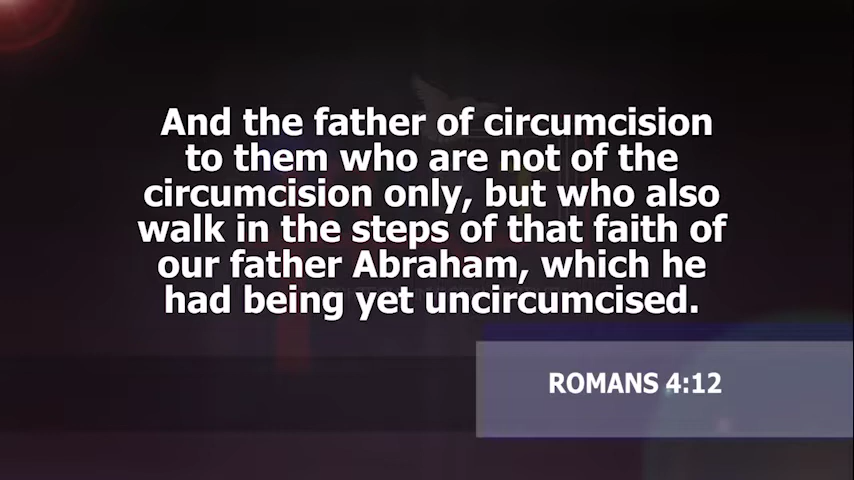 And the father of circumcision
to them who are not of the
circumcision only, but who also
walk in the steps of that faith of
our father Abraham, which he
had being yet uncircumcised.
ROMANS 4:12